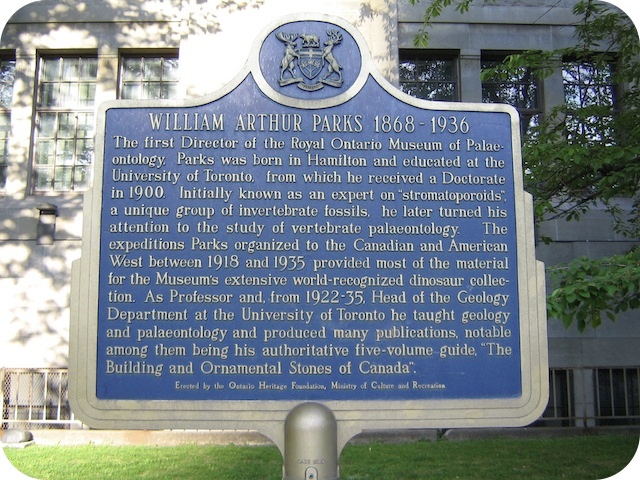 WILLIAM ARTHUR PARKS 1868-1936
The first Director of the Royal Ontario Museum of Palae-
ontology, Parks was born in Hamilton and educated at the
University of Toronto, from which he received a Doctorate
in 1900. Initially known as an expert on "stromatoporoids",
a unique group of invertebrate fossils, he later turned his
attention to the study of vertebrate palaeontology. The
expeditions Parks organized to the Canadian and American
West between 1918 and 1935 provided most of the material
for the Museum's extensive world-recognized dinosaur collec-
tion. As Professor and, from 1922-35, Head of the Geology
Department at the University of Toronto he taught geology
and palaeontology and produced many publications, notable
among them being his authoritative five-volume guide, "The
Building and Ornamental Stones of Canada".
Erected by the Ontario Heritage Foundation, Ministry of Culture and Recreation